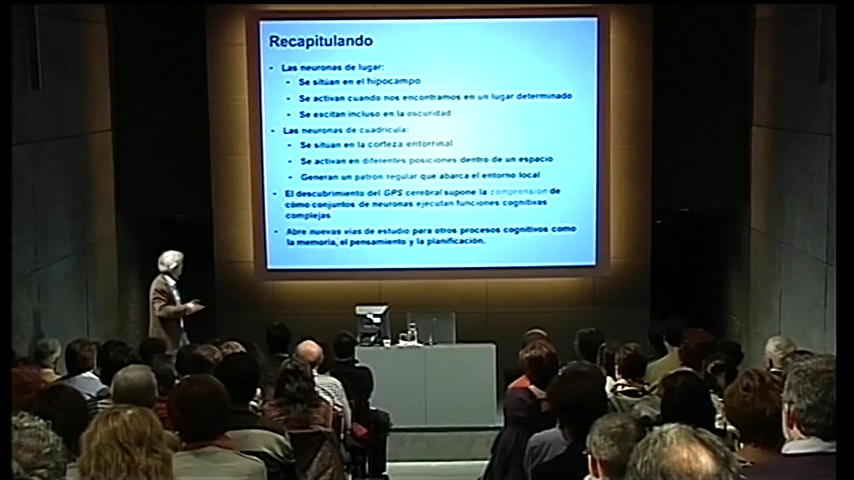 Recapitulando
- Las neuronas de lugar:
- Se sitúan en el hipocampo
- Se activan cuando nos encontramos en un lugar determinado
- Se excitan incluso en la oscuridad
- Las neuronas de cuadrícula:
- Se sitúan en la corteza entorrinal
- Se activan en diferentes posiciones dentro de un espacio
- Generan un patrón regular que abarca el entorno local
- El descubrimiento del GPS cerebral supone la comprensión de
cómo conjuntos de neuronas ejecutan funciones cognitivas
complejas
- Abre nuevas vías de estudio para otros procesos cognitivos como
la memoria, el pensamiento y la planificación.